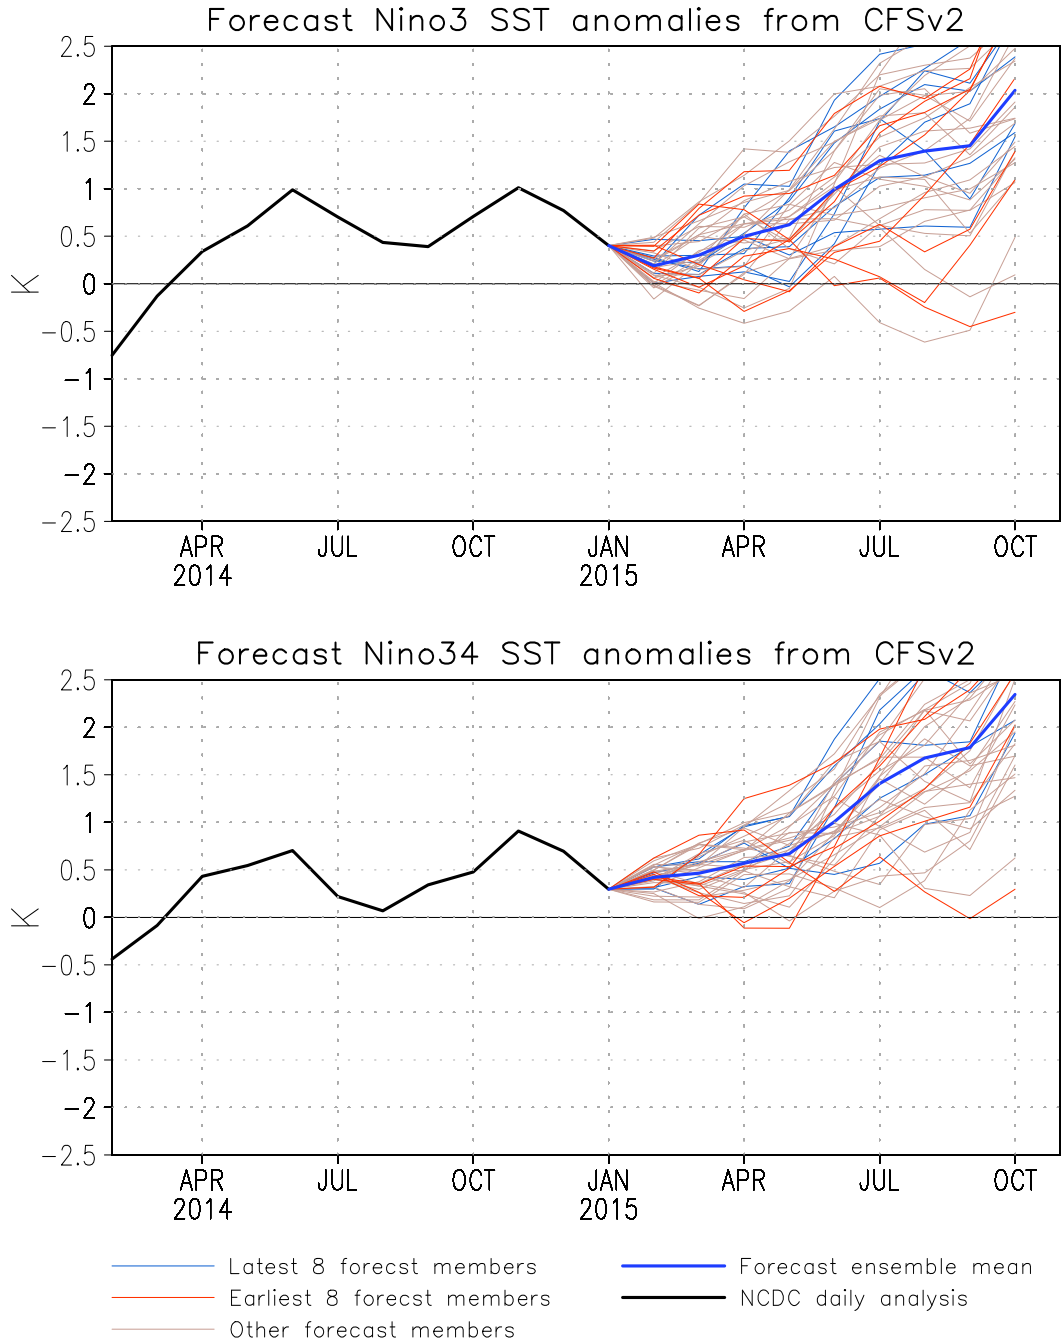 Forecast Nino3 SST anomalies from CFSv2
2.5
2
1.5
1
0.5
0
-0.5
-1
-1.5
-2
-2.5
K
APR JUL OCT JAN APR JUL OCT
2014 2015
Forecast Nino34 SST anomalies from CFSv2
2.5
2
1.5
1
0.5
0
-0.5
-1
-1.5
-2
-2.5
K
APR JUL OCT JAN APR JUL OCT
2014 2015
Latest 8 forecst members
Earliest 8 forecst members
Other forecast members
Forecast ensemble mean
NCDC daily analysis